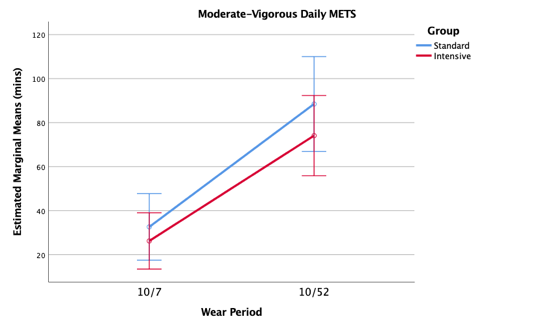 Moderate-Vigorous Daily METS
Group
Standard
Intensive
Estimated Marginal Means (mins)
120
100
80
60
40
20
10/7
10/52
Wear Period